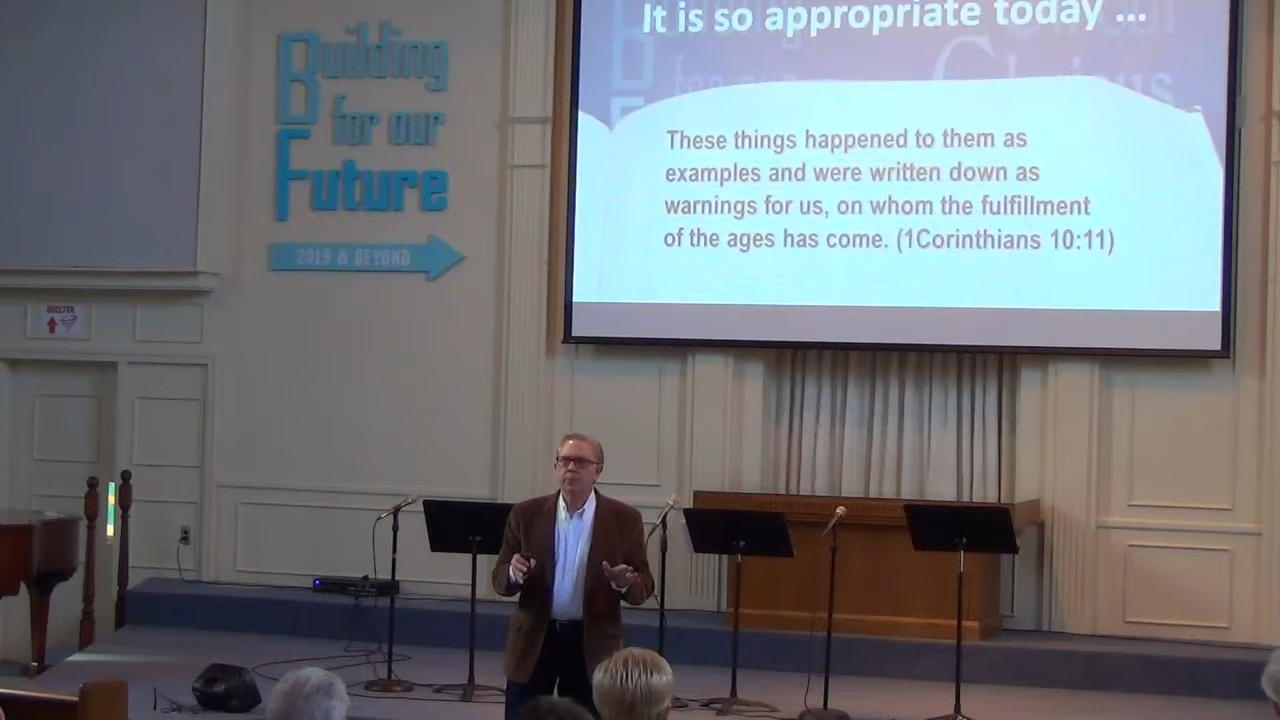 Building
for our
Future
2019 & BEYOND
SHELTER
It is so appropriate today ...
These things happened to them as
examples and were written down as
warnings for us, on whom the fulfillment
of the ages has come. (1Corinthians 10:11)